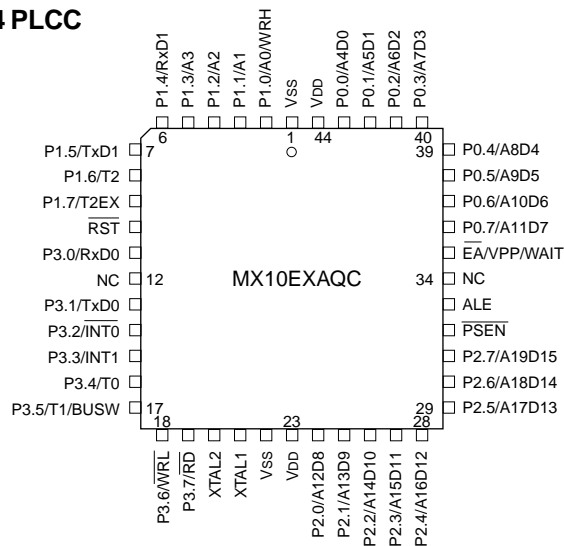 4 PLCC
P1.4/RxD1
P1.3/A3
P1.2/A2
P1.1/A1
P1.0/A0/WRH
VSS
VDD
P0.0/A4D0
P0.1/A5D1
P0.2/A6D2
P0.3/A7D3
6
1
44
40
P1.5/TxD1
7
39
P0.4/A8D4
P1.6/T2
P0.5/A9D5
P1.7/T2EX
P0.6/A10D6
RST
P0.7/A11D7
P3.0/RxD0
EA/VPP/WAIT
NC
12
MX10EXAQC
34
NC
P3.1/TxD0
ALE
P3.2/INT0
PSEN
P3.3/INT1
P2.7/A19D15
P3.4/T0
P2.6/A18D14
P3.5/T1/BUSW
17
29
P2.5/A17D13
18
23
28
P3.6/WRL
P3.7/RD
XTAL2
XTAL1
VSS
VDD
P2.0/A12D8
P2.1/A13D9
P2.2/A14D10
P2.3/A15D11
P2.4/A16D12